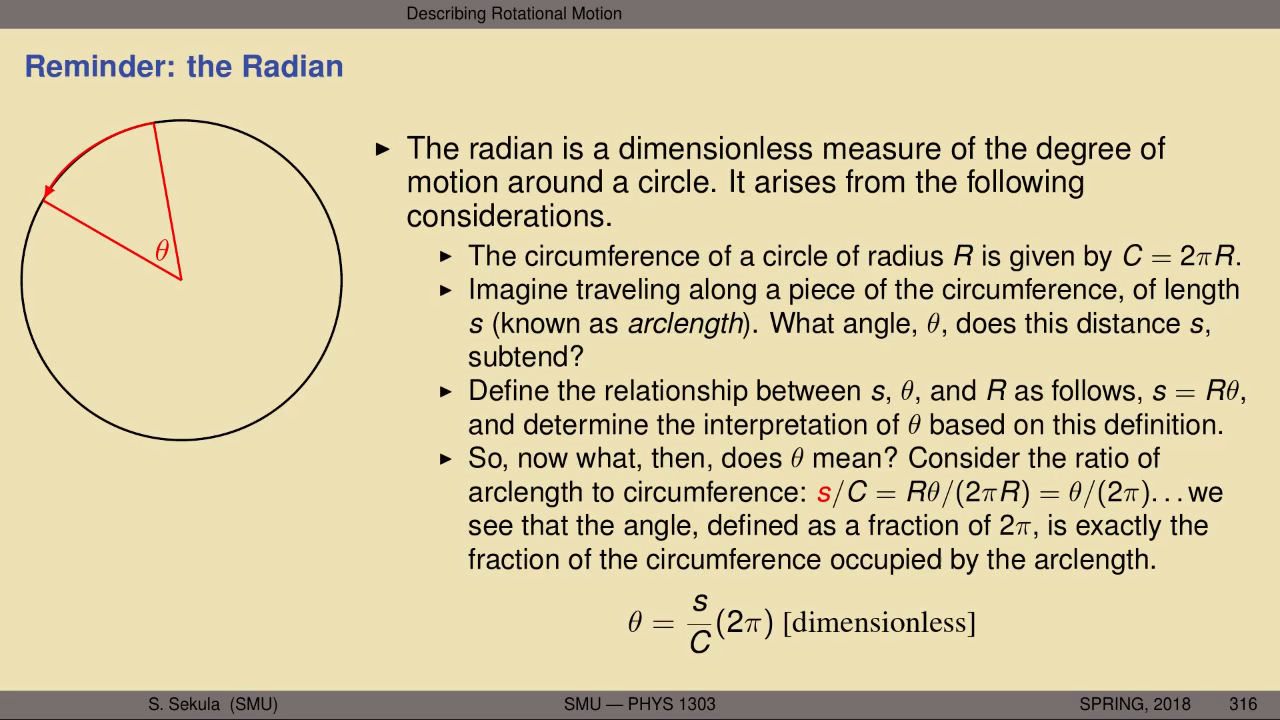 Describing Rotational Motion
Reminder: the Radian
θ
▶ The radian is a dimensionless measure of the degree of
motion around a circle. It arises from the following
considerations.
▶ The circumference of a circle of radius R is given by C = 2πR.
▶ Imagine traveling along a piece of the circumference, of length
s (known as arclength). What angle, θ, does this distance s,
subtend?
▶ Define the relationship between s, θ, and R as follows, s = Rθ,
and determine the interpretation of θ based on this definition.
▶ So, now what, then, does θ mean? Consider the ratio of
arclength to circumference: s/C = Rθ/(2πR) = θ/(2π)...we
see that the angle, defined as a fraction of 2π, is exactly the
fraction of the circumference occupied by the arclength.
θ = s/C (2π) [dimensionless]
S. Sekula (SMU) SMU — PHYS 1303 SPRING, 2018 316